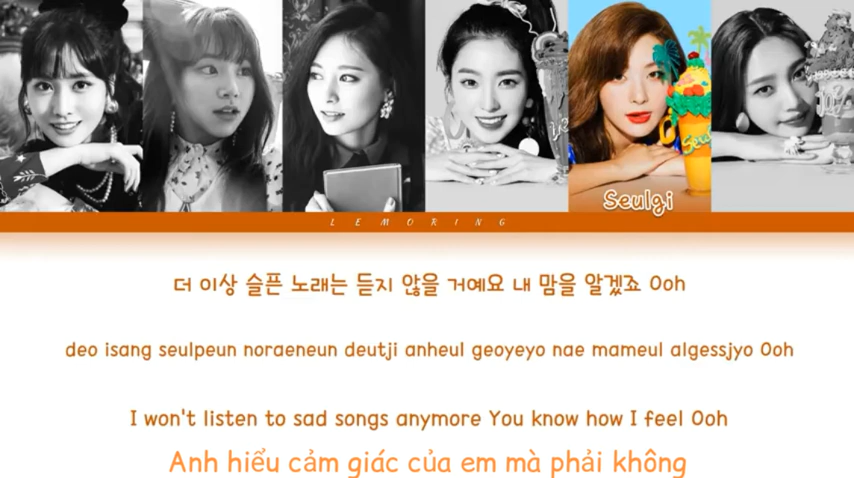 Seulgi
LEMORING
더 이상 슬픈 노래는 듣지 않을 거예요 내 맘을 알겠죠 Ooh
deo isang seulpeun noraeneun deutji anheul geoyeyo nae mameul algessjyo Ooh
I won't listen to sad songs anymore You know how I feel Ooh
Anh hiểu cảm giác của em mà phải không